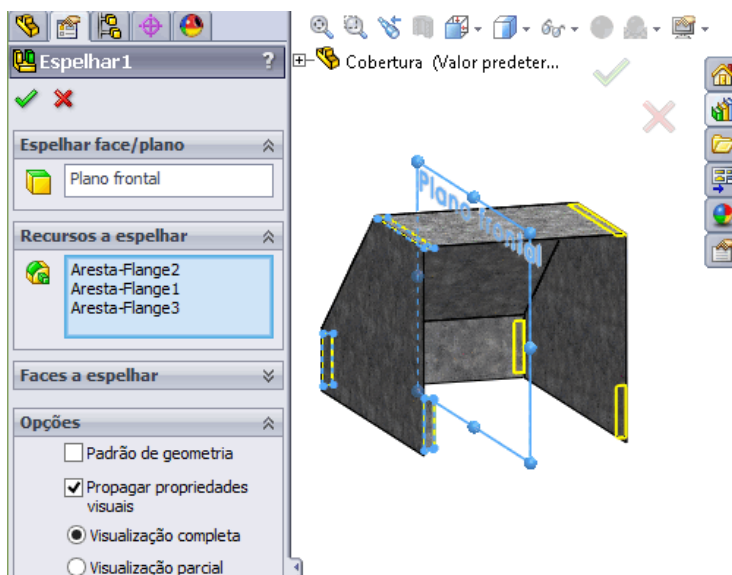 Espelhar1 ?
Cobertura (Valor predeter...
Espelhar face/plano
Plano frontal
Recursos a espelhar
Aresta-Flange2
Aresta-Flange1
Aresta-Flange3
Faces a espelhar
Opções
Padrão de geometria
Propagar propriedades
visuais
Visualização completa
Visualização parcial
Plano frontal